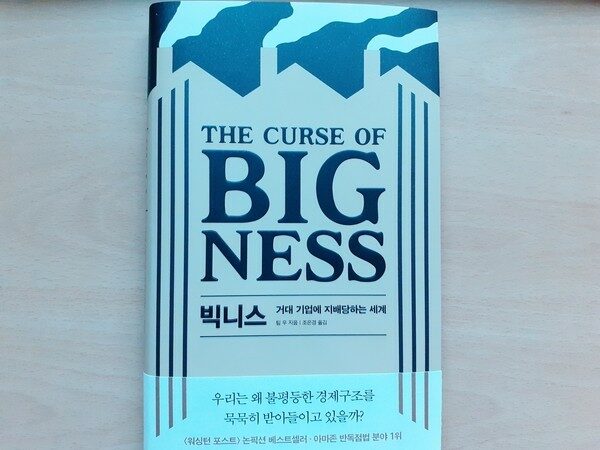 THE CURSE OF
BIG
NESS
빅니스 거대 기업에 지배당하는 세계
팀 우 지음 | 조은경 옮김
우리는 왜 불평등한 경제구조를
묵묵히 받아들이고 있을까?
〈워싱턴 포스트〉 논픽션 베스트셀러 · 아마존 반독점법 분야 1위